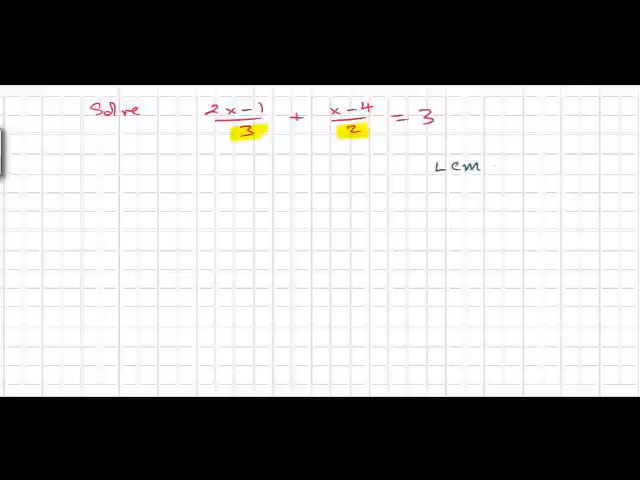 Solve (2x-1)/3 + (x-4)/2 = 3
LCM